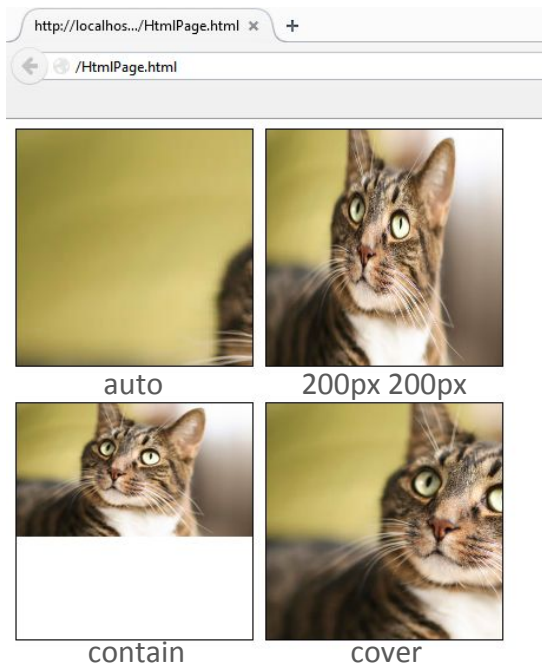 http://localhos.../HtmlPage.html × +
/HtmlPage.html
auto
200px 200px
contain
cover